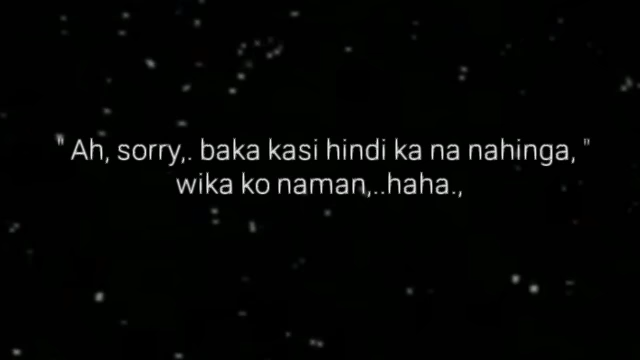 " Ah, sorry,. baka kasi hindi ka na nahinga, "
wika ko naman,..haha.,